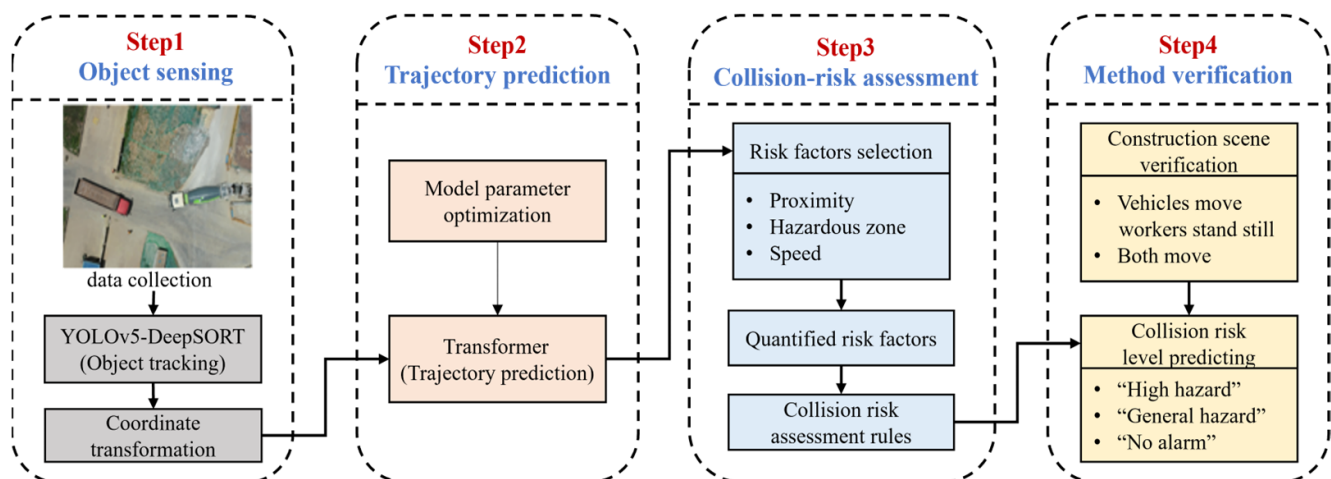 Step1
Object sensing
data collection
YOLOv5-DeepSORT
(Object tracking)
Coordinate
transformation
Step2
Trajectory prediction
Model parameter
optimization
Transformer
(Trajectory prediction)
Step3
Collision-risk assessment
Risk factors selection
• Proximity
• Hazardous zone
• Speed
Quantified risk factors
Collision risk
assessment rules
Step4
Method verification
Construction scene
verification
• Vehicles move
workers stand still
• Both move
Collision risk
level predicting
• “High hazard”
• “General hazard”
• “No alarm”